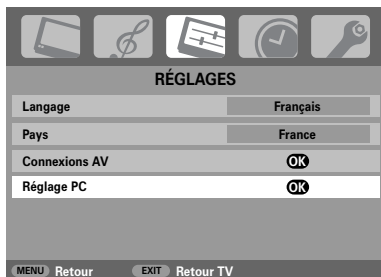 RÉGLAGES
Langage Français
Pays France
Connexions AV OK
Réglage PC OK
MENU Retour EXIT Retour TV